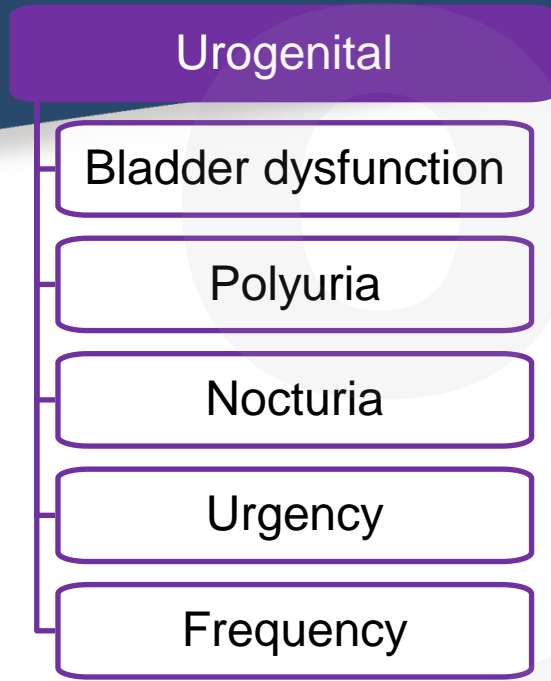 Urogenital
Bladder dysfunction
Polyuria
Nocturia
Urgency
Frequency